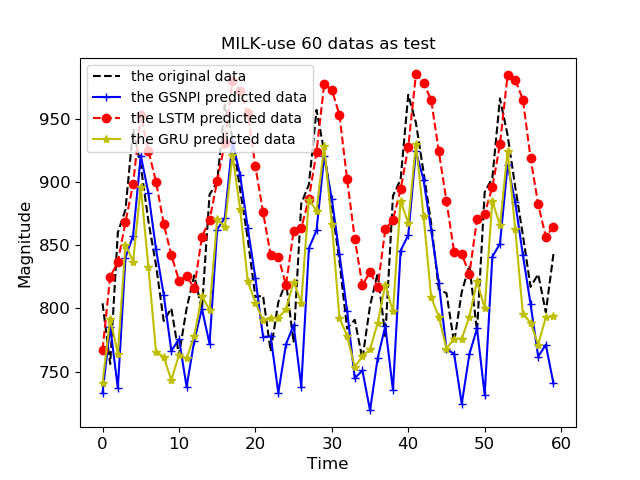 MILK-use 60 datas as test
the original data
the GSNPI predicted data
the LSTM predicted data
the GRU predicted data
Magnitude
950
900
850
800
750
0 10 20 30 40 50 60
Time